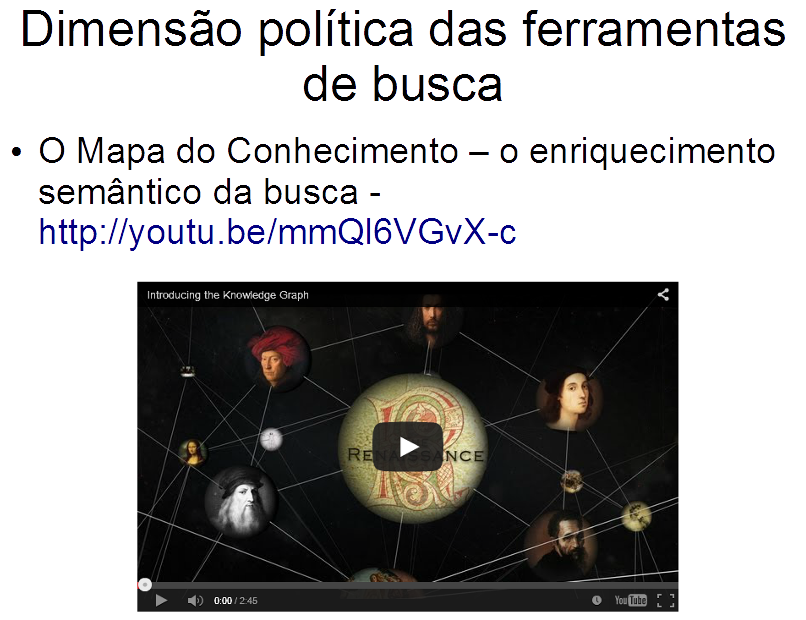 Dimensão política das ferramentas
de busca
• O Mapa do Conhecimento – o enriquecimento
semântico da busca -
http://youtu.be/mmQl6VGvX-c
Introducing the Knowledge Graph
RENAISSANCE
0:00 / 2:45
YouTube